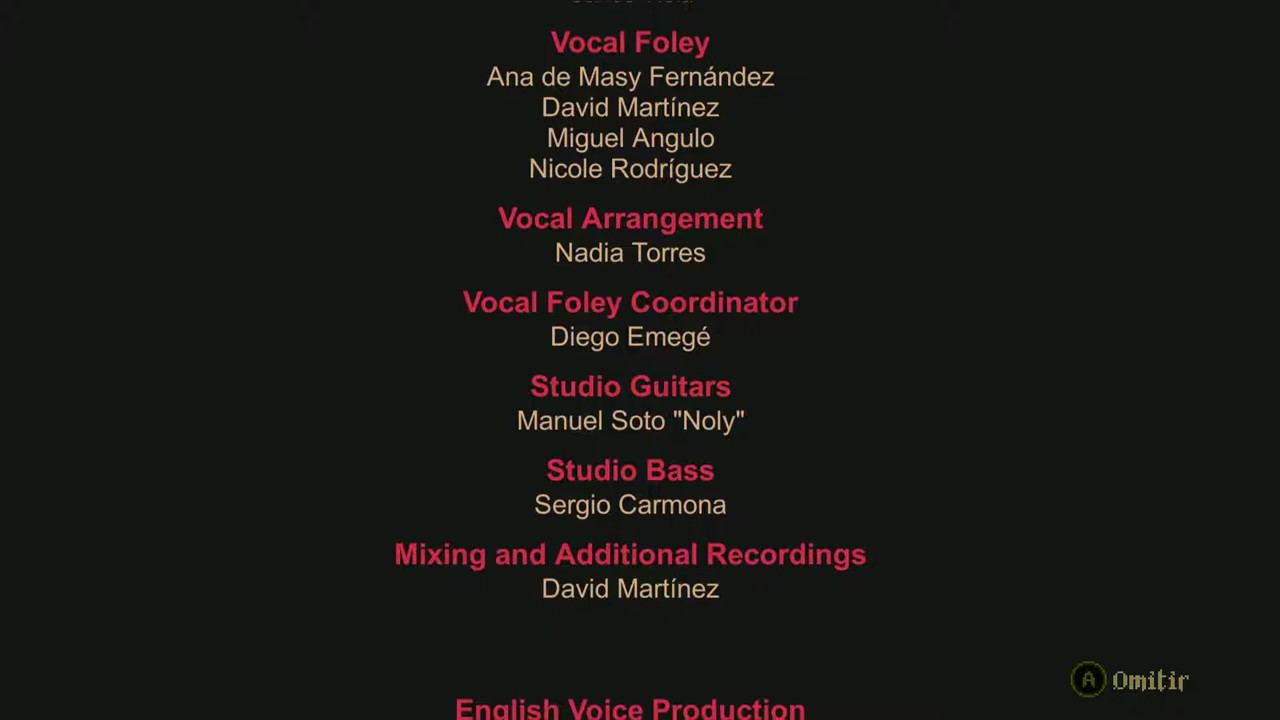 Vocal Foley
Ana de Masy Fernández
David Martínez
Miguel Angulo
Nicole Rodríguez
Vocal Arrangement
Nadia Torres
Vocal Foley Coordinator
Diego Emegé
Studio Guitars
Manuel Soto "Noly"
Studio Bass
Sergio Carmona
Mixing and Additional Recordings
David Martínez
A Omitir
English Voice Production